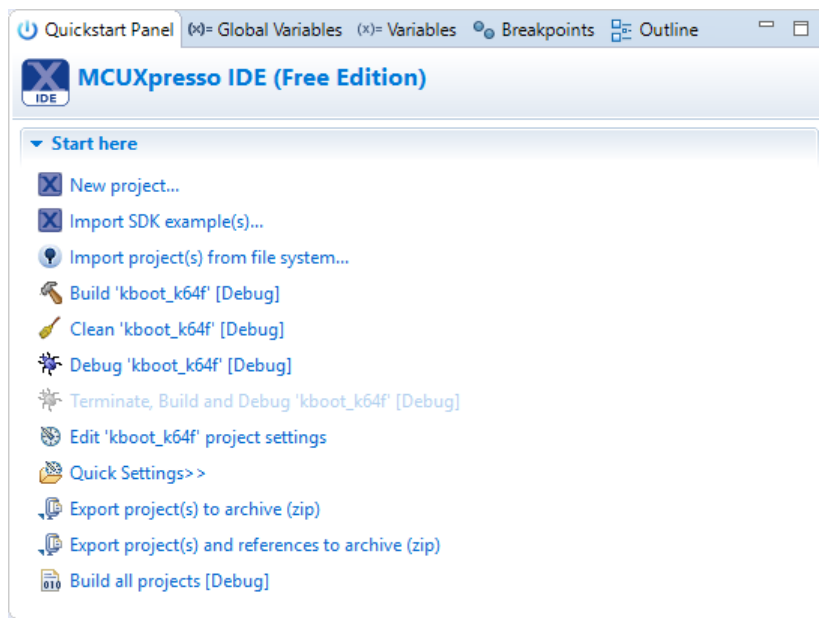 Quickstart Panel (x)= Global Variables (x)= Variables Breakpoints Outline
X
IDE
MCUXpresso IDE (Free Edition)
Start here
X New project...
X Import SDK example(s)...
Import project(s) from file system...
Build 'kboot_k64f' [Debug]
Clean 'kboot_k64f' [Debug]
Debug 'kboot_k64f' [Debug]
Terminate, Build and Debug 'kboot_k64f' [Debug]
Edit 'kboot_k64f' project settings
Quick Settings>>
Export project(s) to archive (zip)
Export project(s) and references to archive (zip)
010 Build all projects [Debug]